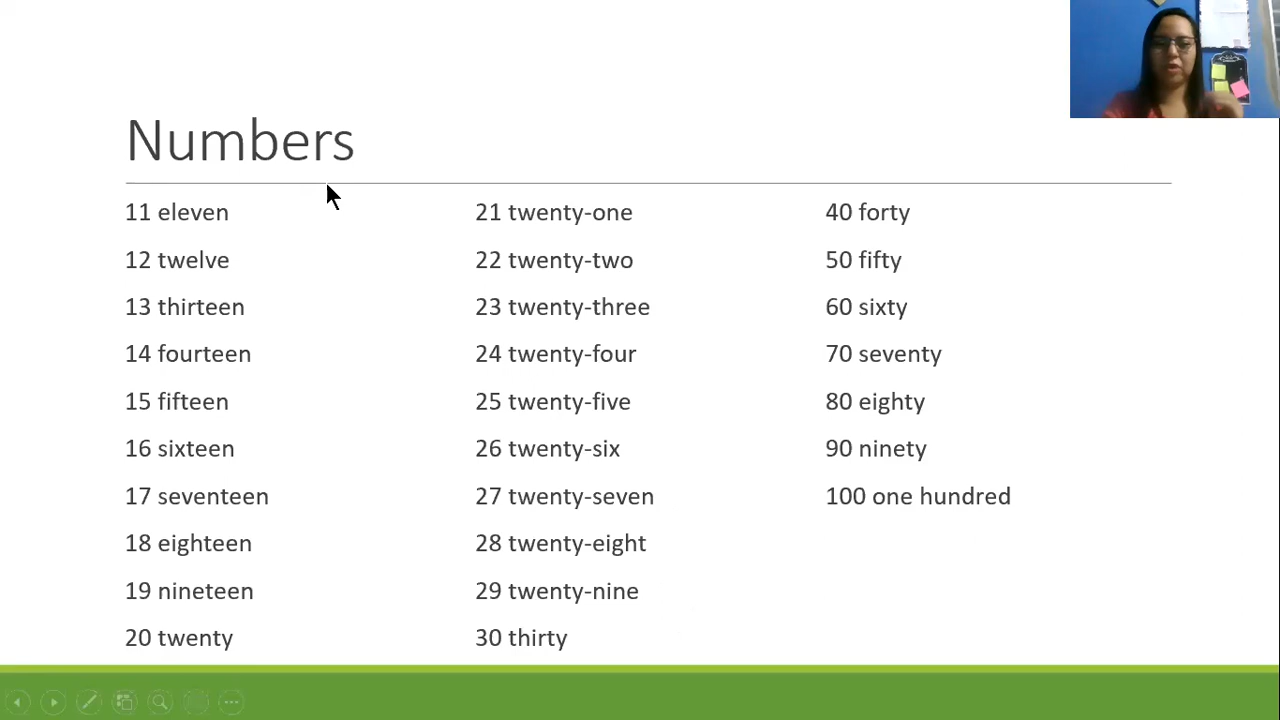 Numbers
11 eleven
12 twelve
13 thirteen
14 fourteen
15 fifteen
16 sixteen
17 seventeen
18 eighteen
19 nineteen
20 twenty
21 twenty-one
22 twenty-two
23 twenty-three
24 twenty-four
25 twenty-five
26 twenty-six
27 twenty-seven
28 twenty-eight
29 twenty-nine
30 thirty
40 forty
50 fifty
60 sixty
70 seventy
80 eighty
90 ninety
100 one hundred